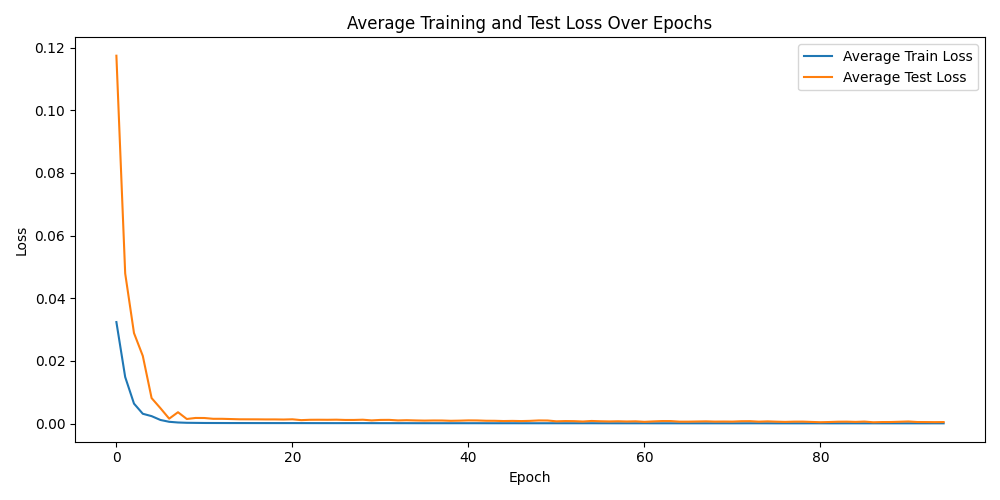 Average Training and Test Loss Over Epochs
Average Train Loss
Average Test Loss
0.12
0.10
0.08
0.06
0.04
0.02
0.00
Loss
0 20 40 60 80
Epoch